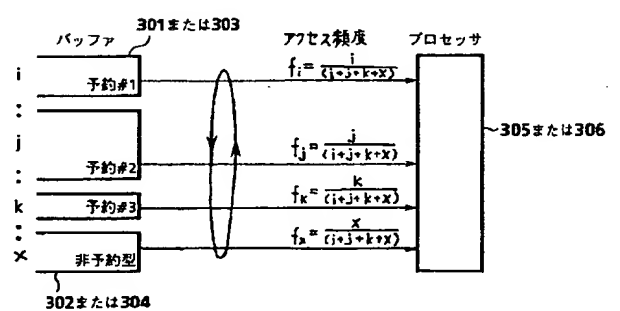 301または303
バッファ アクセス頻度 プロセッサ
i 予約#1 fi= i/(i+j+k+x)
:
j 予約#2 fj= j/(i+j+k+x)
305または306
:
k 予約#3 fk= k/(i+j+k+x)
:
x 非予約型 fx= x/(i+j+k+x)
302または304